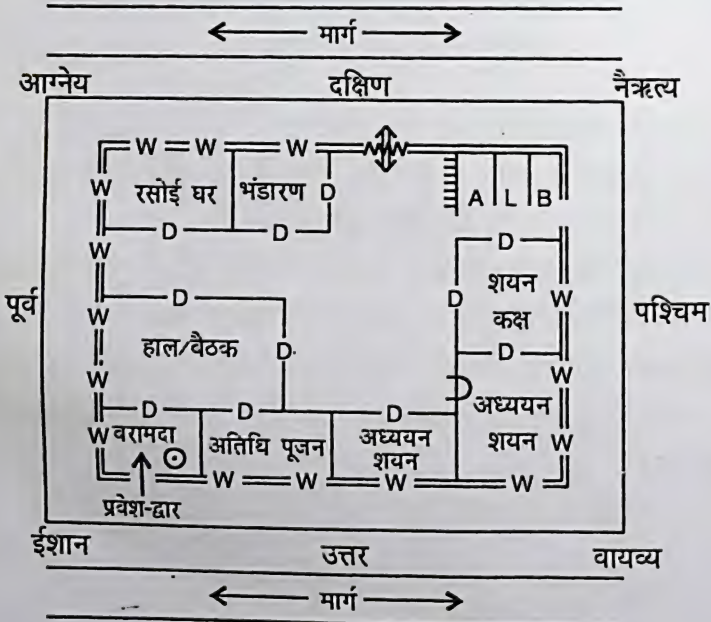 मार्ग
आग्नेय दक्षिण नैऋत्य
W W W
W रसोई घर भंडारण D A L B
D D D
W
पूर्व W D D शयन कक्ष W पश्चिम
हाल/वैठक D
D W
W अध्ययन शयन W
D D D
W वरामदा अतिथि पूजन अध्ययन शयन
W W W W
प्रवेश-द्वार
ईशान उत्तर वायव्य
मार्ग